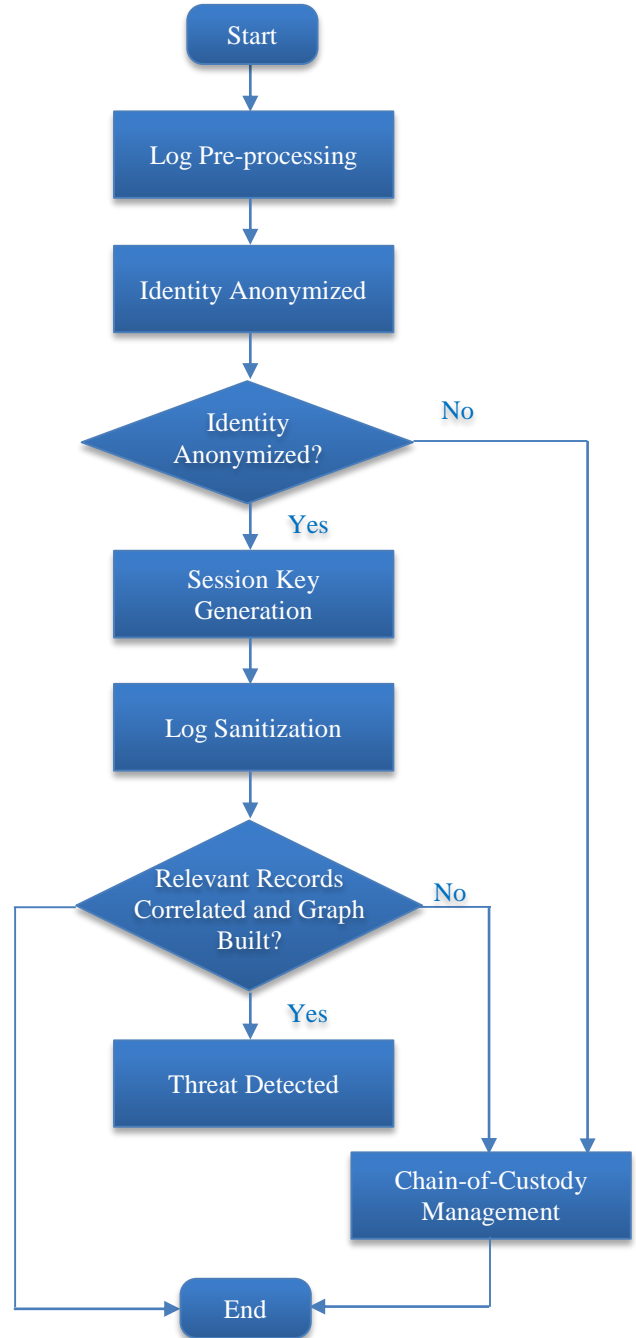 Start
Log Pre-processing
Identity Anonymized
Identity
Anonymized?
No
Yes
Session Key
Generation
Log Sanitization
Relevant Records
Correlated and Graph
Built?
No
Yes
Threat Detected
Chain-of-Custody
Management
End